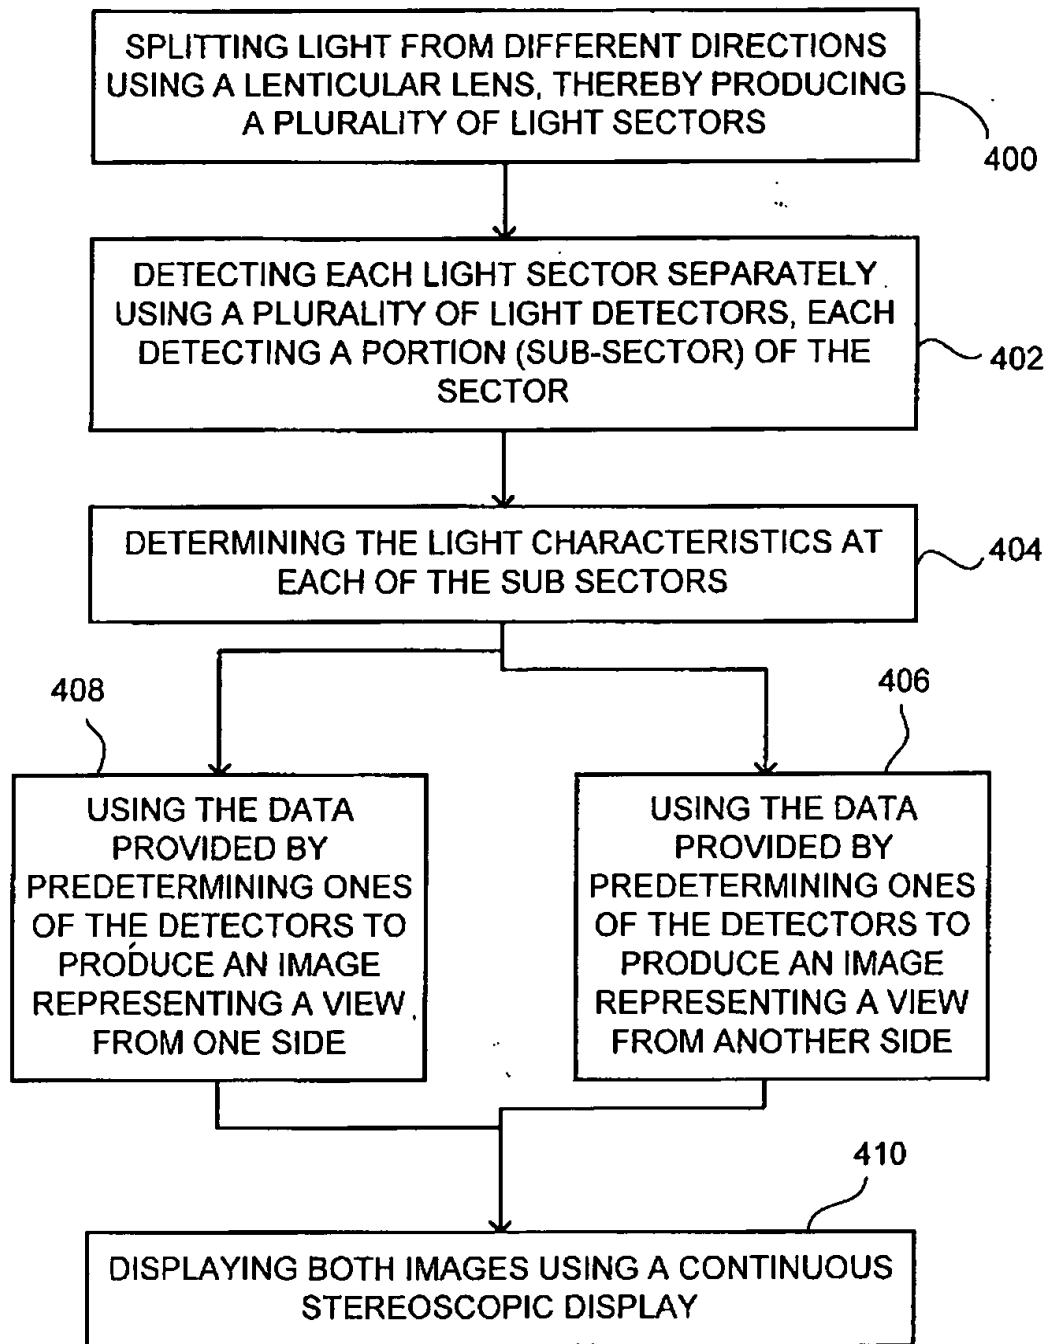 SPLITTING LIGHT FROM DIFFERENT DIRECTIONS
USING A LENTICULAR LENS, THEREBY PRODUCING
A PLURALITY OF LIGHT SECTORS
400
DETECTING EACH LIGHT SECTOR SEPARATELY
USING A PLURALITY OF LIGHT DETECTORS, EACH
DETECTING A PORTION (SUB-SECTOR) OF THE
SECTOR
402
DETERMINING THE LIGHT CHARACTERISTICS AT
EACH OF THE SUB SECTORS
404
408
USING THE DATA
PROVIDED BY
PREDETERMINING ONES
OF THE DETECTORS TO
PRODUCE AN IMAGE
REPRESENTING A VIEW
FROM ONE SIDE
406
USING THE DATA
PROVIDED BY
PREDETERMINING ONES
OF THE DETECTORS TO
PRODUCE AN IMAGE
REPRESENTING A VIEW
FROM ANOTHER SIDE
410
DISPLAYING BOTH IMAGES USING A CONTINUOUS
STEREOSCOPIC DISPLAY